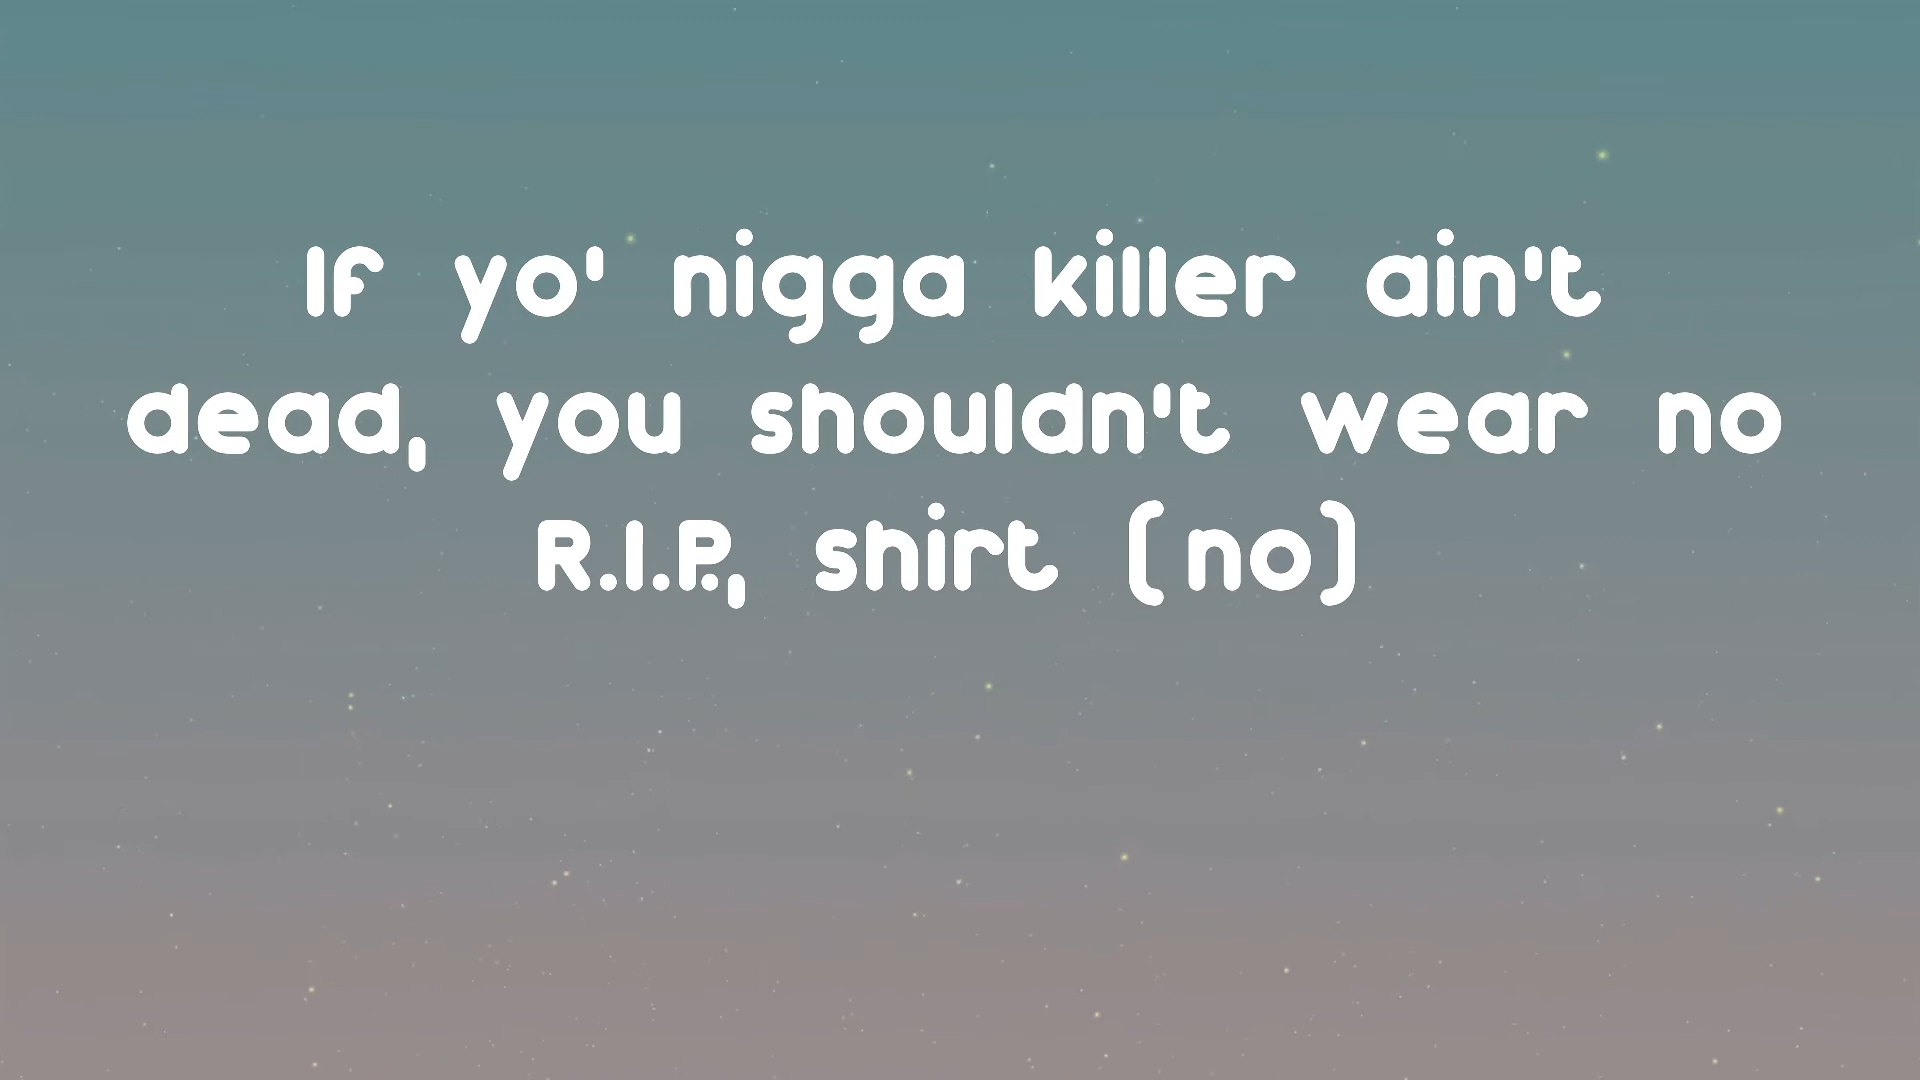 If yo' nigga killer ain't
dead, you shouldn't wear no
R.I.P., shirt (no)